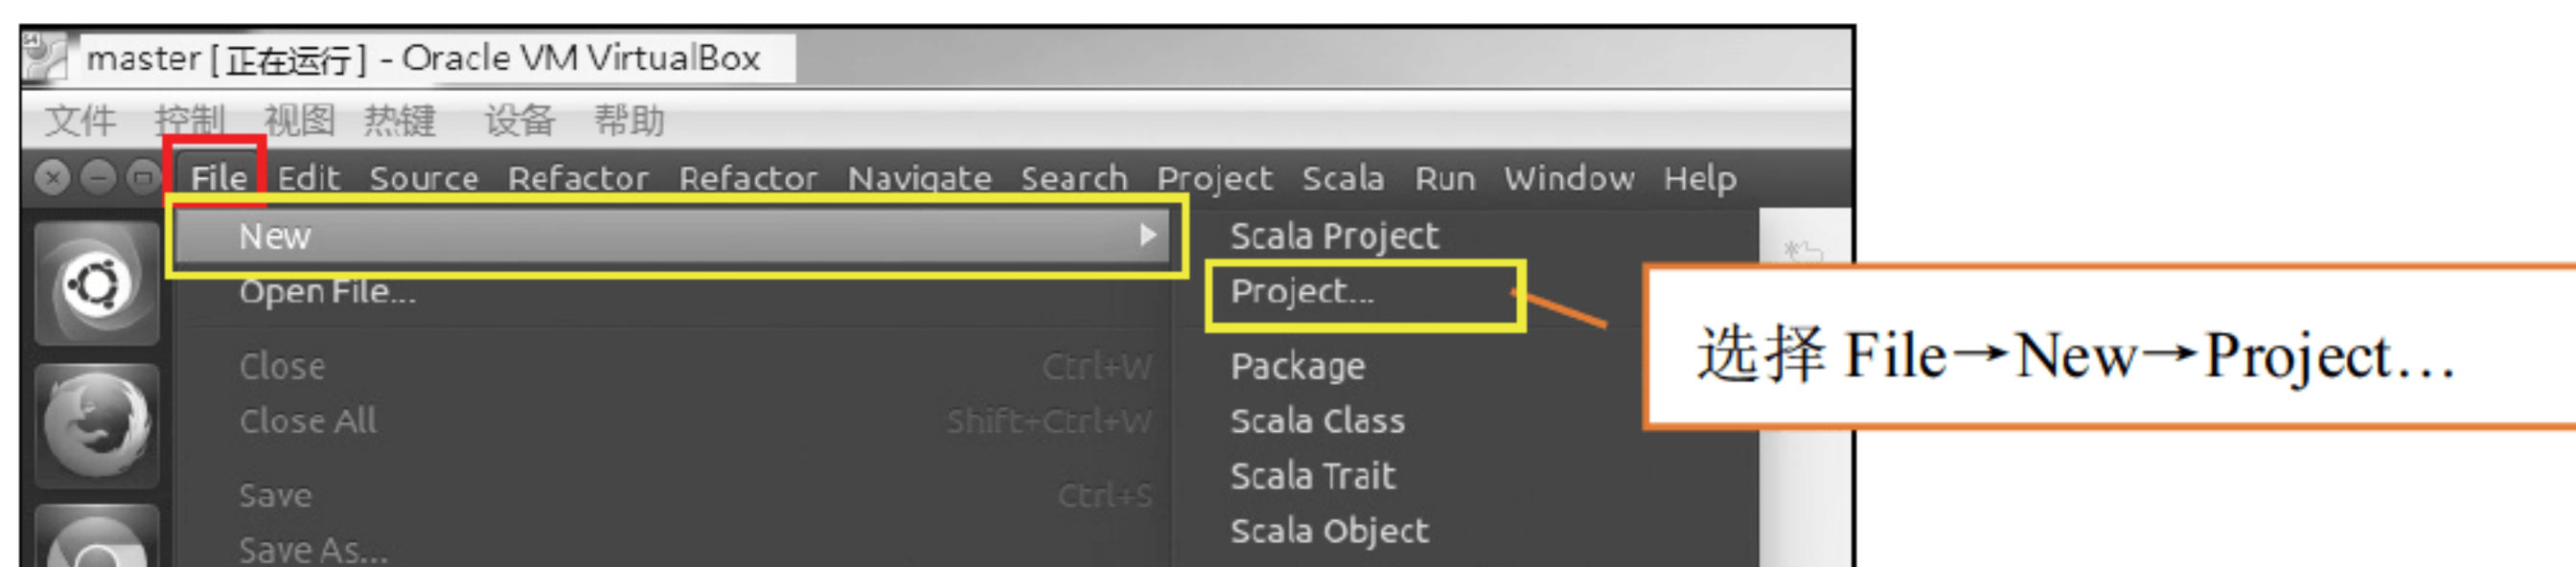 master [正在运行] - Oracle VM VirtualBox
文件 控制 视图 热键 设备 帮助
File Edit Source Refactor Refactor Navigate Search Project Scala Run Window Help
New
Open File...
Close Ctrl+W
Close All Shift+Ctrl+W
Save Ctrl+S
Save As...
Scala Project
Project...
Package
Scala Class
Scala Trait
Scala Object
选择 File→New→Project…